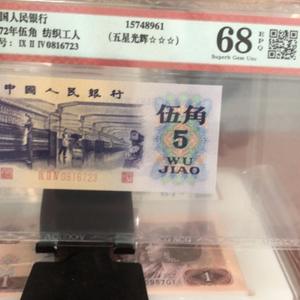 国人民银行
72年伍角 纺织工人
号：IX II IV 0816723
15748961
（五星光辉☆☆☆）
68
EPQ
Superb Gem Unc
中国人民银行
伍角
5
WU
JIAO
IX II IV 0816723
1